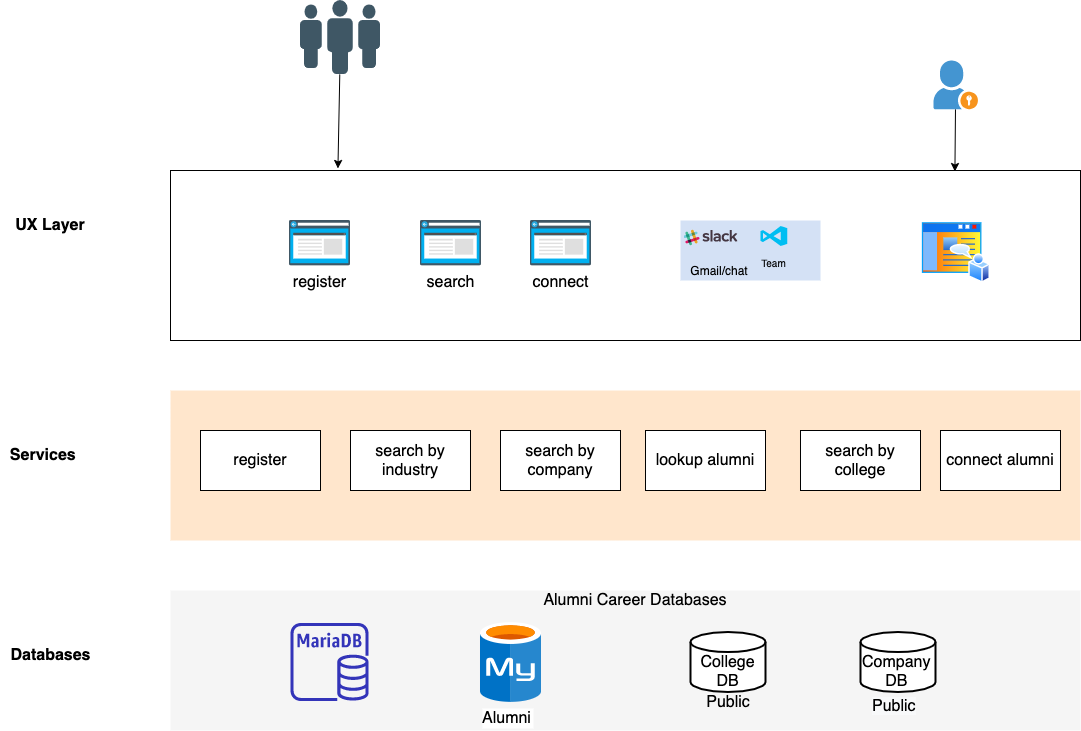 UX Layer
register
search
connect
slack
Gmail/chat
Team
Services
register
search by
industry
search by
company
lookup alumni
search by
college
connect alumni
Databases
Alumni Career Databases
MariaDB
My
Alumni
College
DB
Public
Company
DB
Public